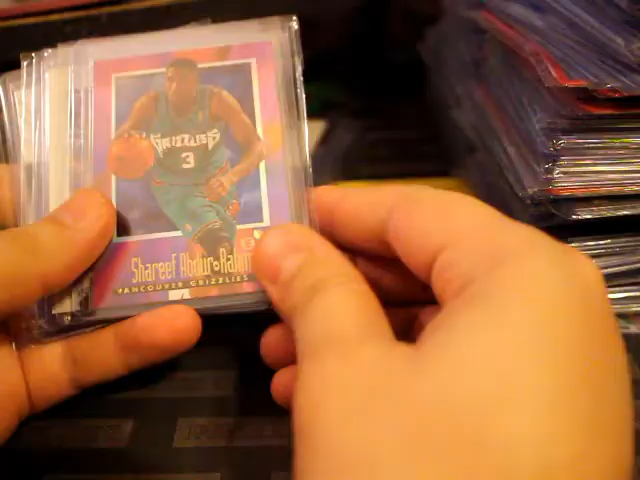 GRIZZLIES
3
Shareef Abdur-Rahim
VANCOUVER GRIZZLIES